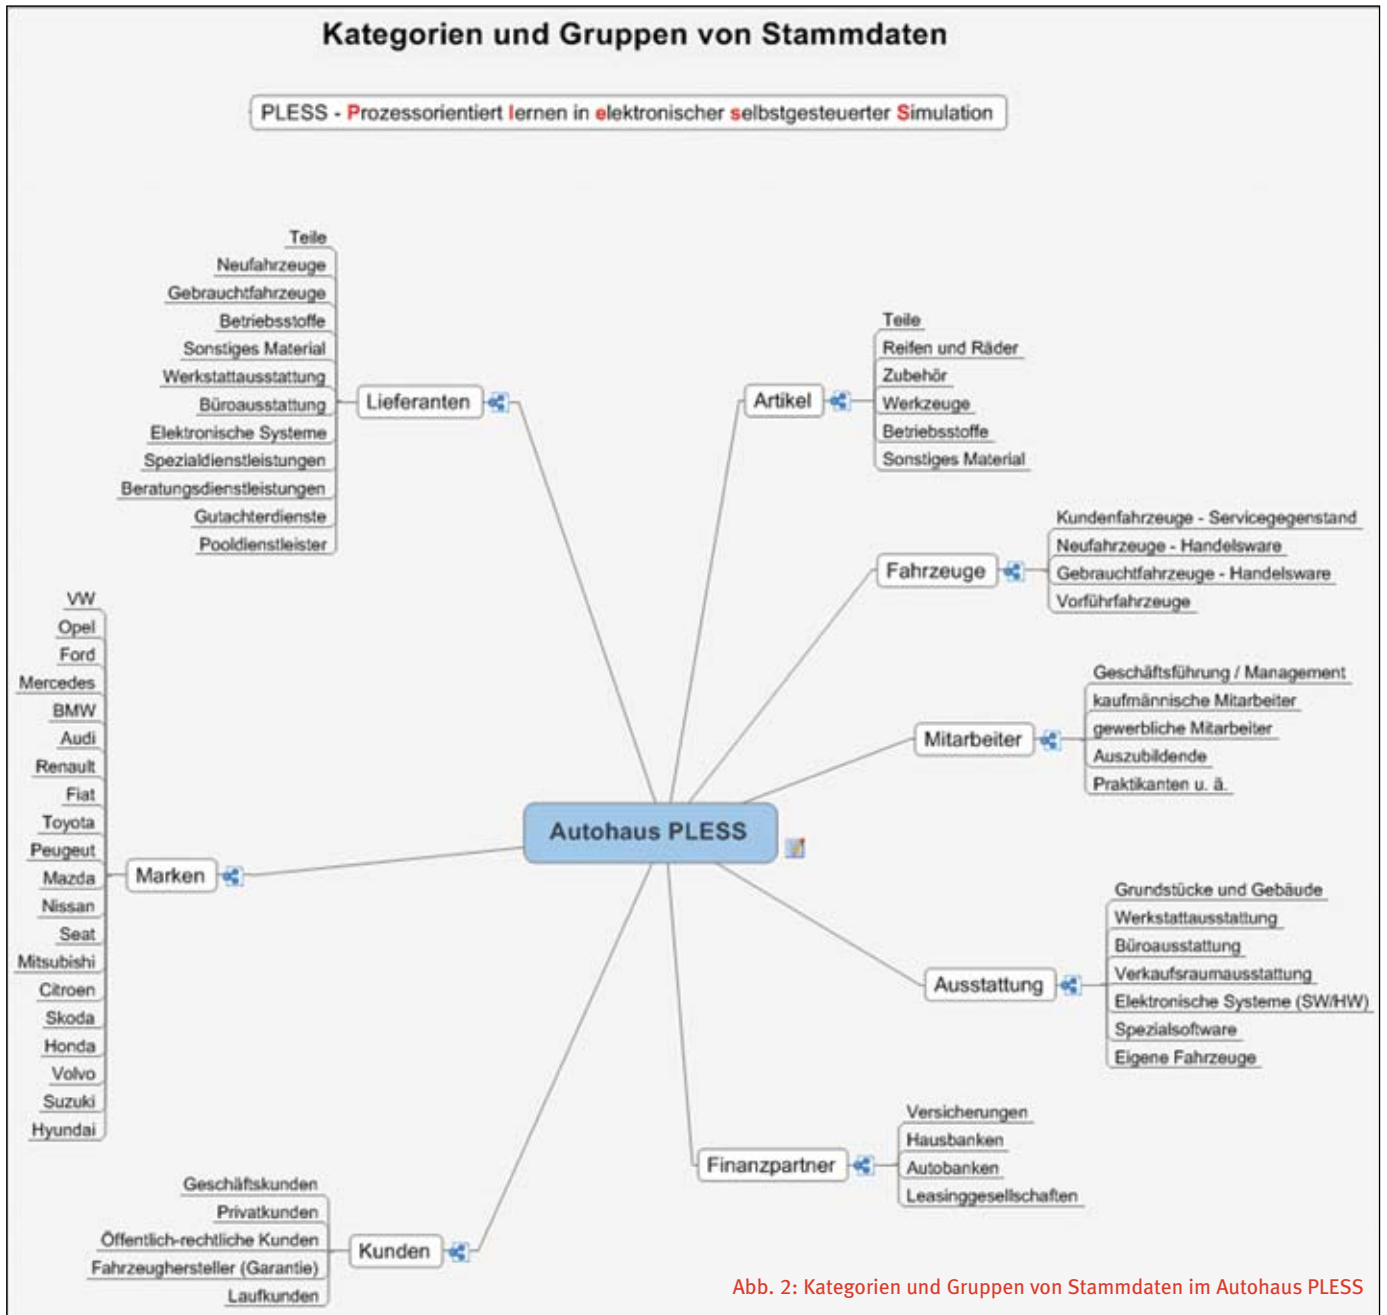 Kategorien und Gruppen von Stammdaten
PLESS - Prozessorientiert lernen in elektronischer selbstgesteuerter Simulation
Teile
Neufahrzeuge
Gebrauchtfahrzeuge
Betriebsstoffe
Sonstiges Material
Werkstattausstattung
Büroausstattung
Elektronische Systeme
Spezialdienstleistungen
Beratungsdienstleistungen
Gutachterdienste
Pooldienstleister
Lieferanten
Artikel
Teile
Reifen und Räder
Zubehör
Werkzeuge
Betriebsstoffe
Sonstiges Material
Fahrzeuge
Kundenfahrzeuge - Servicegegenstand
Neufahrzeuge - Handelsware
Gebrauchtfahrzeuge - Handelsware
Vorführfahrzeuge
Mitarbeiter
Geschäftsführung / Management
kaufmännische Mitarbeiter
gewerbliche Mitarbeiter
Auszubildende
Praktikanten u. ä.
Autohaus PLESS
VW
Opel
Ford
Mercedes
BMW
Audi
Renault
Fiat
Toyota
Peugeut
Mazda
Nissan
Seat
Mitsubishi
Citroen
Skoda
Honda
Volvo
Suzuki
Hyundai
Marken
Ausstattung
Grundstücke und Gebäude
Werkstattausstattung
Büroausstattung
Verkaufsraumausstattung
Elektronische Systeme (SW/HW)
Spezialsoftware
Eigene Fahrzeuge
Finanzpartner
Versicherungen
Hausbanken
Autobanken
Leasinggesellschaften
Geschäftskunden
Privatkunden
Öffentlich-rechtliche Kunden
Fahrzeughersteller (Garantie)
Laufkunden
Kunden
Abb. 2: Kategorien und Gruppen von Stammdaten im Autohaus PLESS